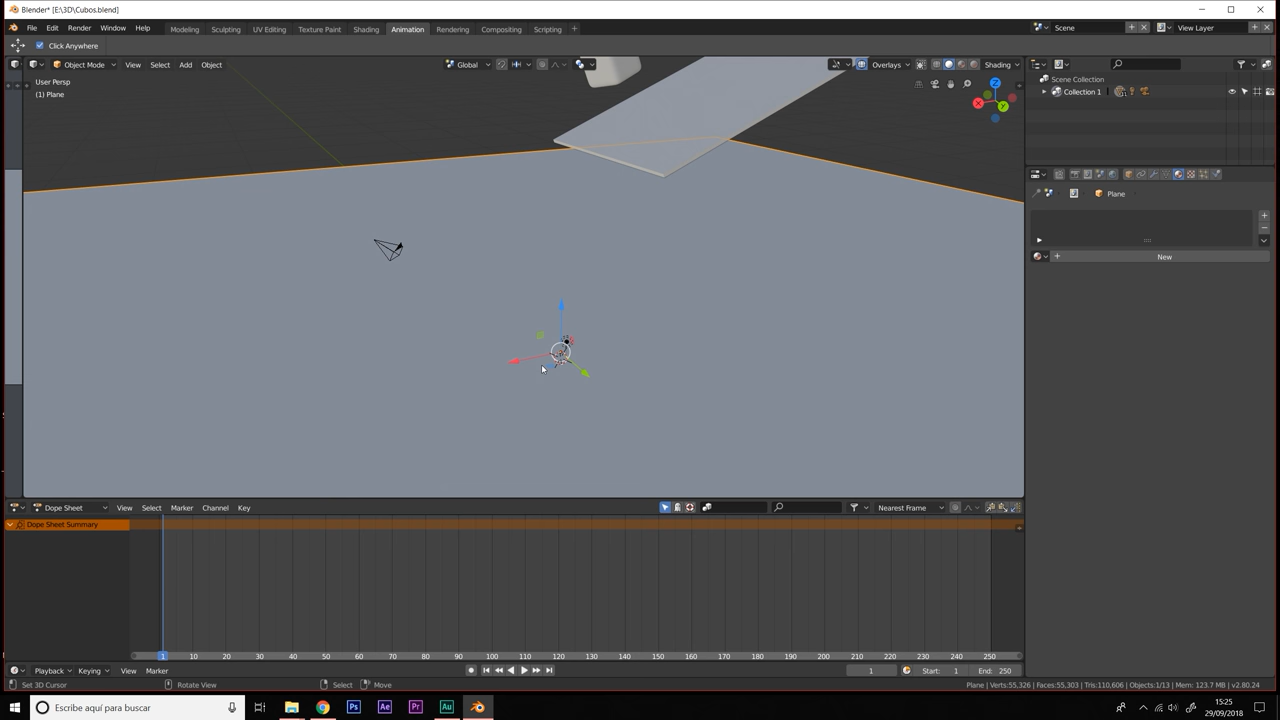 Blender* [E:\3D\Cubos.blend]
File Edit Render Window Help
Modeling Sculpting UV Editing Texture Paint Shading Animation Rendering Compositing Scripting +
Scene
View Layer
Click Anywhere
Object Mode View Select Add Object
Global
Overlays
Shading
User Persp
(1) Plane
Z
X
Y
Scene Collection
Collection 1
11
Plane
New
Dope Sheet View Select Marker Channel Key
Nearest Frame
Dope Sheet Summary
1 10 20 30 40 50 60 70 80 90 100 110 120 130 140 150 160 170 180 190 200 210 220 230 240 250
Playback Keying View Marker
1
Start: 1
End: 250
Set 3D Cursor
Rotate View
Select
Move
Plane | Verts:55,326 | Faces:55,303 | Tris:110,606 | Objects:1/13 | Mem: 123.7 MB | v2.80.24
Escribe aquí para buscar
Ps
Ae
Pr
Au
15:25
29/09/2018